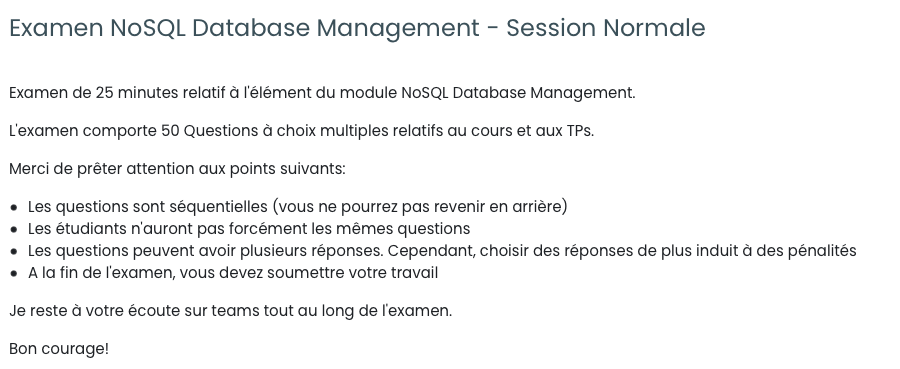 Examen NoSQL Database Management - Session Normale
Examen de 25 minutes relatif à l'élément du module NoSQL Database Management.
L'examen comporte 50 Questions à choix multiples relatifs au cours et aux TPs.
Merci de prêter attention aux points suivants:
• Les questions sont séquentielles (vous ne pourrez pas revenir en arrière)
• Les étudiants n'auront pas forcément les mêmes questions
• Les questions peuvent avoir plusieurs réponses. Cependant, choisir des réponses de plus induit à des pénalités
• A la fin de l'examen, vous devez soumettre votre travail
Je reste à votre écoute sur teams tout au long de l'examen.
Bon courage!